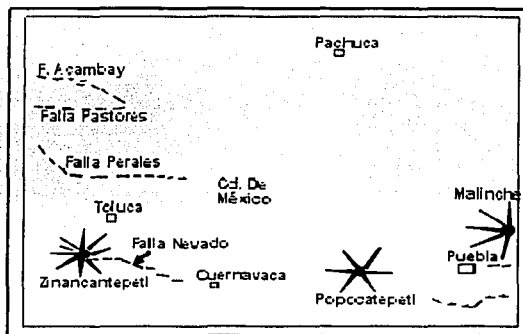 Pachuca
F. Acambay
Falla Pastores
Falla Perales
Cd. De
México
Malinche
Toluca
Falla Nevado
Puebla
Zinancantepetl
Cuernavaca
Popocatepetl